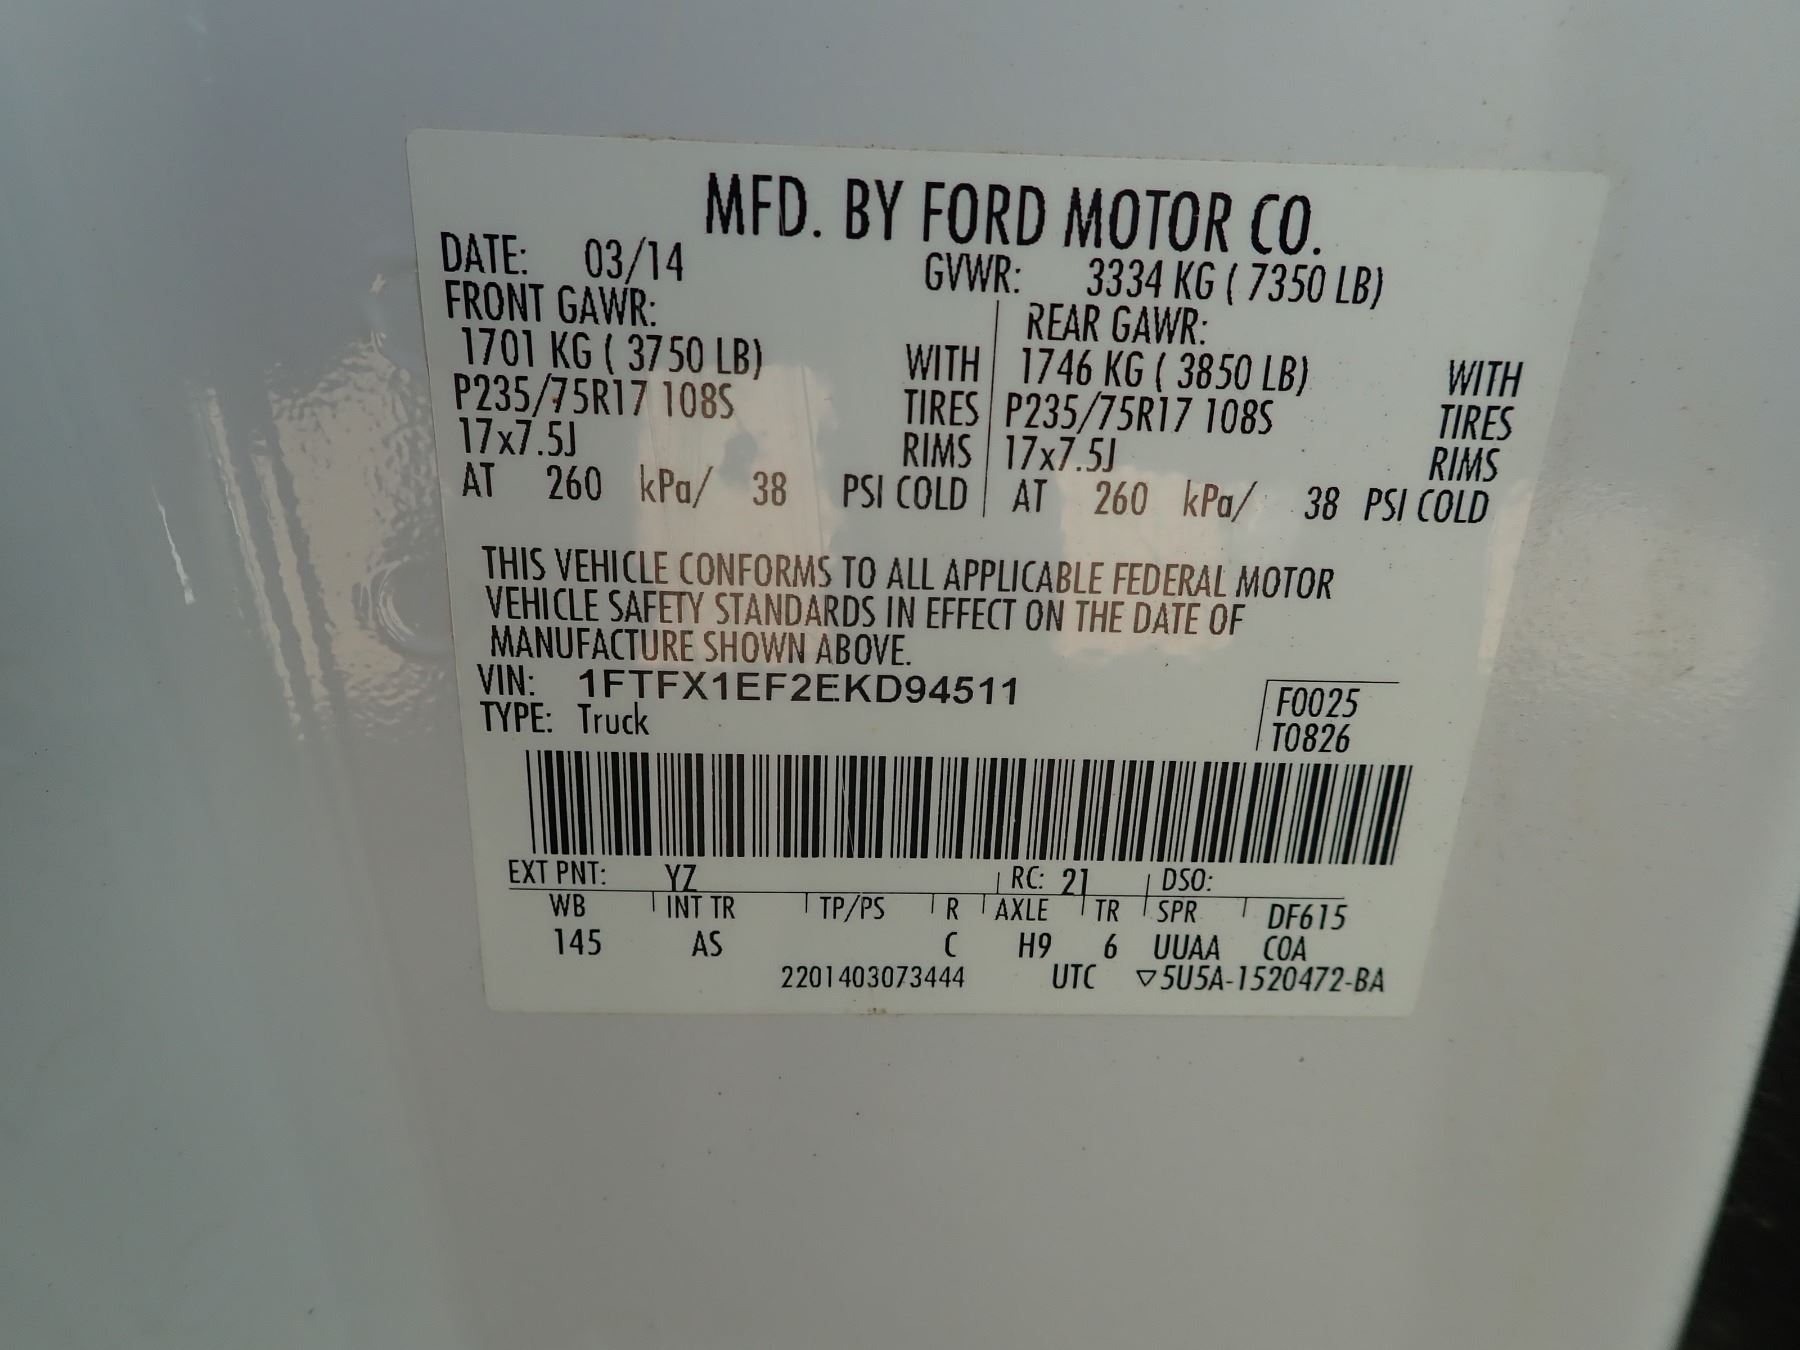 MFD. BY FORD MOTOR CO.
DATE: 03/14 GVWR: 3334 KG ( 7350 LB)
FRONT GAWR: REAR GAWR:
1701 KG ( 3750 LB) WITH 1746 KG ( 3850 LB) WITH
P235/75R17 108S TIRES P235/75R17 108S TIRES
17x7.5J RIMS 17x7.5J RIMS
AT 260 kPa/ 38 PSI COLD AT 260 kPa/ 38 PSI COLD
THIS VEHICLE CONFORMS TO ALL APPLICABLE FEDERAL MOTOR
VEHICLE SAFETY STANDARDS IN EFFECT ON THE DATE OF
MANUFACTURE SHOWN ABOVE.
VIN: 1FTFX1EF2EKD94511 F0025
TYPE: Truck T0826
EXT PNT: YZ RC: 21 DSO:
WB INT TR TP/PS R AXLE TR SPR DF615
145 AS C H9 6 UUAA COA
2201403073444 UTC ▽5U5A-1520472-BA